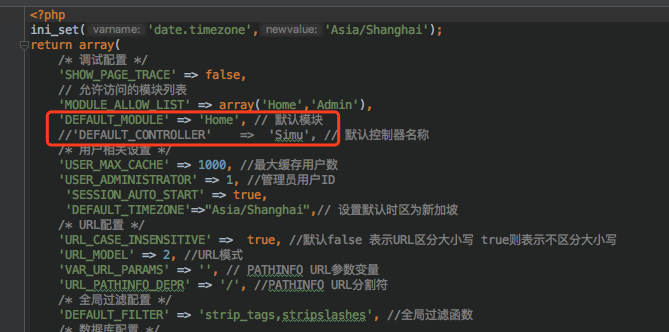 <?php
ini_set( varname: 'date.timezone', newvalue: 'Asia/Shanghai');
return array(
/* 调试配置 */
'SHOW_PAGE_TRACE' => false,
// 允许访问的模块列表
'MODULE_ALLOW_LIST' => array('Home','Admin'),
'DEFAULT_MODULE' => 'Home', // 默认模块
//'DEFAULT_CONTROLLER' => 'Simu', // 默认控制器名称
/* 用户相关设置 */
'USER_MAX_CACHE' => 1000, //最大缓存用户数
'USER_ADMINISTRATOR' => 1, //管理员用户ID
'SESSION_AUTO_START' => true,
'DEFAULT_TIMEZONE'=>"Asia/Shanghai",// 设置默认时区为新加坡
/* URL配置 */
'URL_CASE_INSENSITIVE' => true, //默认false 表示URL区分大小写 true则表示不区分大小写
'URL_MODEL' => 2, //URL模式
'VAR_URL_PARAMS' => '', // PATHINFO URL参数变量
'URL_PATHINFO_DEPR' => '/', //PATHINFO URL分割符
/* 全局过滤配置 */
'DEFAULT_FILTER' => 'strip_tags,stripslashes', //全局过滤函数
/* 数据库配置 */